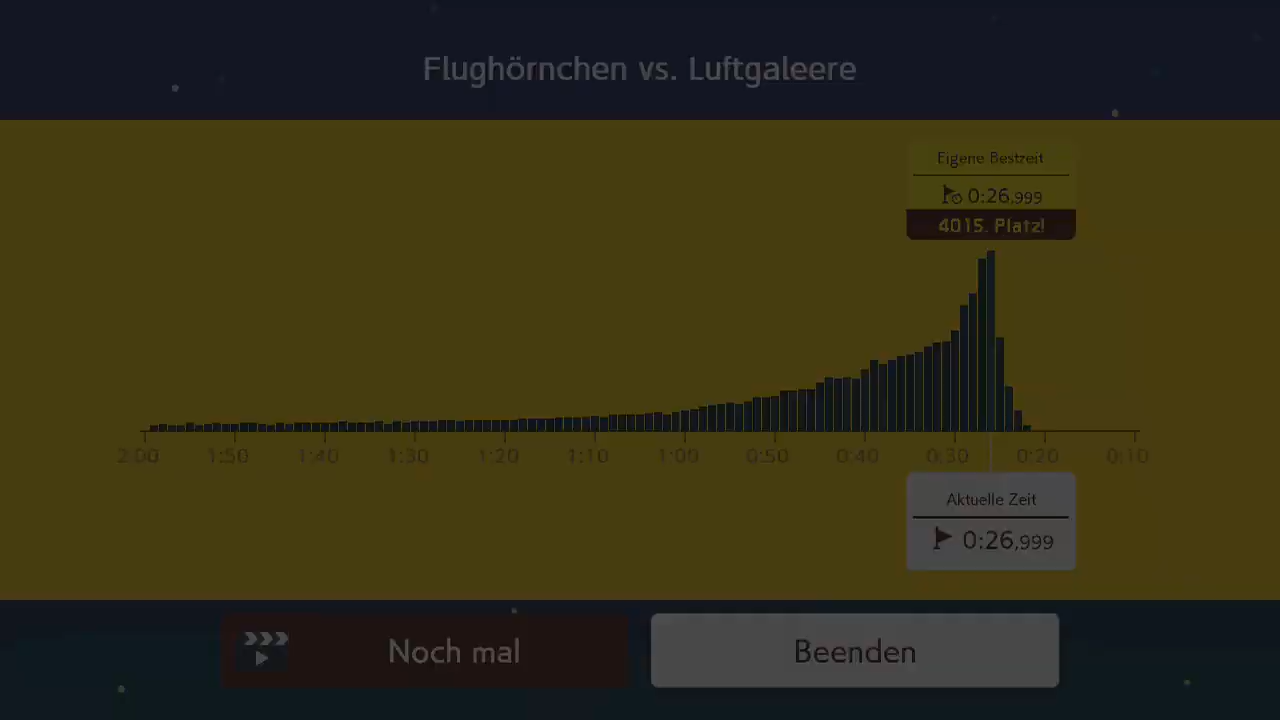 Flughörnchen vs. Luftgaleere
Eigene Bestzeit
0:26,999
4015. Platz!
2:00 1:50 1:40 1:30 1:20 1:10 1:00 0:50 0:40 0:30 0:20 0:10
Aktuelle Zeit
0:26,999
Noch mal Beenden